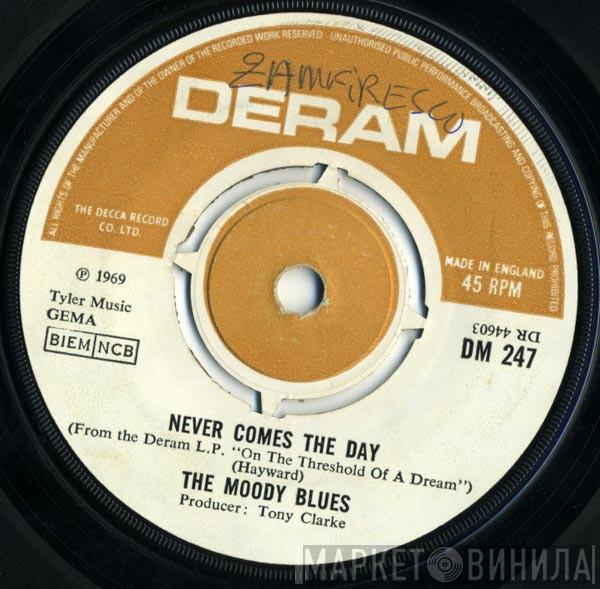 ALL RIGHTS OF THE MANUFACTURER AND OF THE OWNER OF THE RECORDED WORK RESERVED UNAUTHORISED PUBLIC PERFORMANCE BROADCASTING AND COPYING OF THIS RECORD PROHIBITED
ZAMFIRESCU
DERAM
THE DECCA RECORD
CO. LTD.
MADE IN ENGLAND
45 RPM
℗ 1969
Tyler Music
GEMA
BIEM NCB
DR 44603
DM 247
NEVER COMES THE DAY
(From the Deram L.P. "On The Threshold Of A Dream")
(Hayward)
THE MOODY BLUES
Producer: Tony Clarke
МАРКЕТ ВИНИЛА